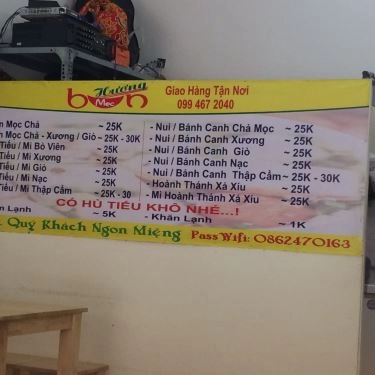 Hương
bun
Mọc
Giao Hàng Tận Nơi
099 467 2040
Mọc Chả ~ 25K
Mọc Chả - Xương / Giò ~ 25K - 30K
Tiếu / Mì Bò Viên ~ 25K
Tiếu / Mì Xương ~ 25K
Tiếu / Mì Giò ~ 25K
Tiếu / Mì Nạc ~ 25K
Tiếu / Mì Thập Cẩm ~ 25K - 30
- Nui / Bánh Canh Chả Mọc ~ 25K
- Nui / Bánh Canh Xương ~ 25K
- Nui / Bánh Canh Giò ~ 25K
- Nui / Bánh Canh Nạc ~ 25K
- Nui / Bánh Canh Thập Cẩm ~ 25K - 30K
- Hoành Thánh Xá Xíu ~ 25K
- Mì Hoành Thánh Xá Xíu ~ 25K
CÓ HỦ TIẾU KHÔ NHÉ...!
Lạnh ~ 5K
- Khăn Lạnh ~ 1K
Quý Khách Ngon Miệng
Pass Wifi: 0862470163